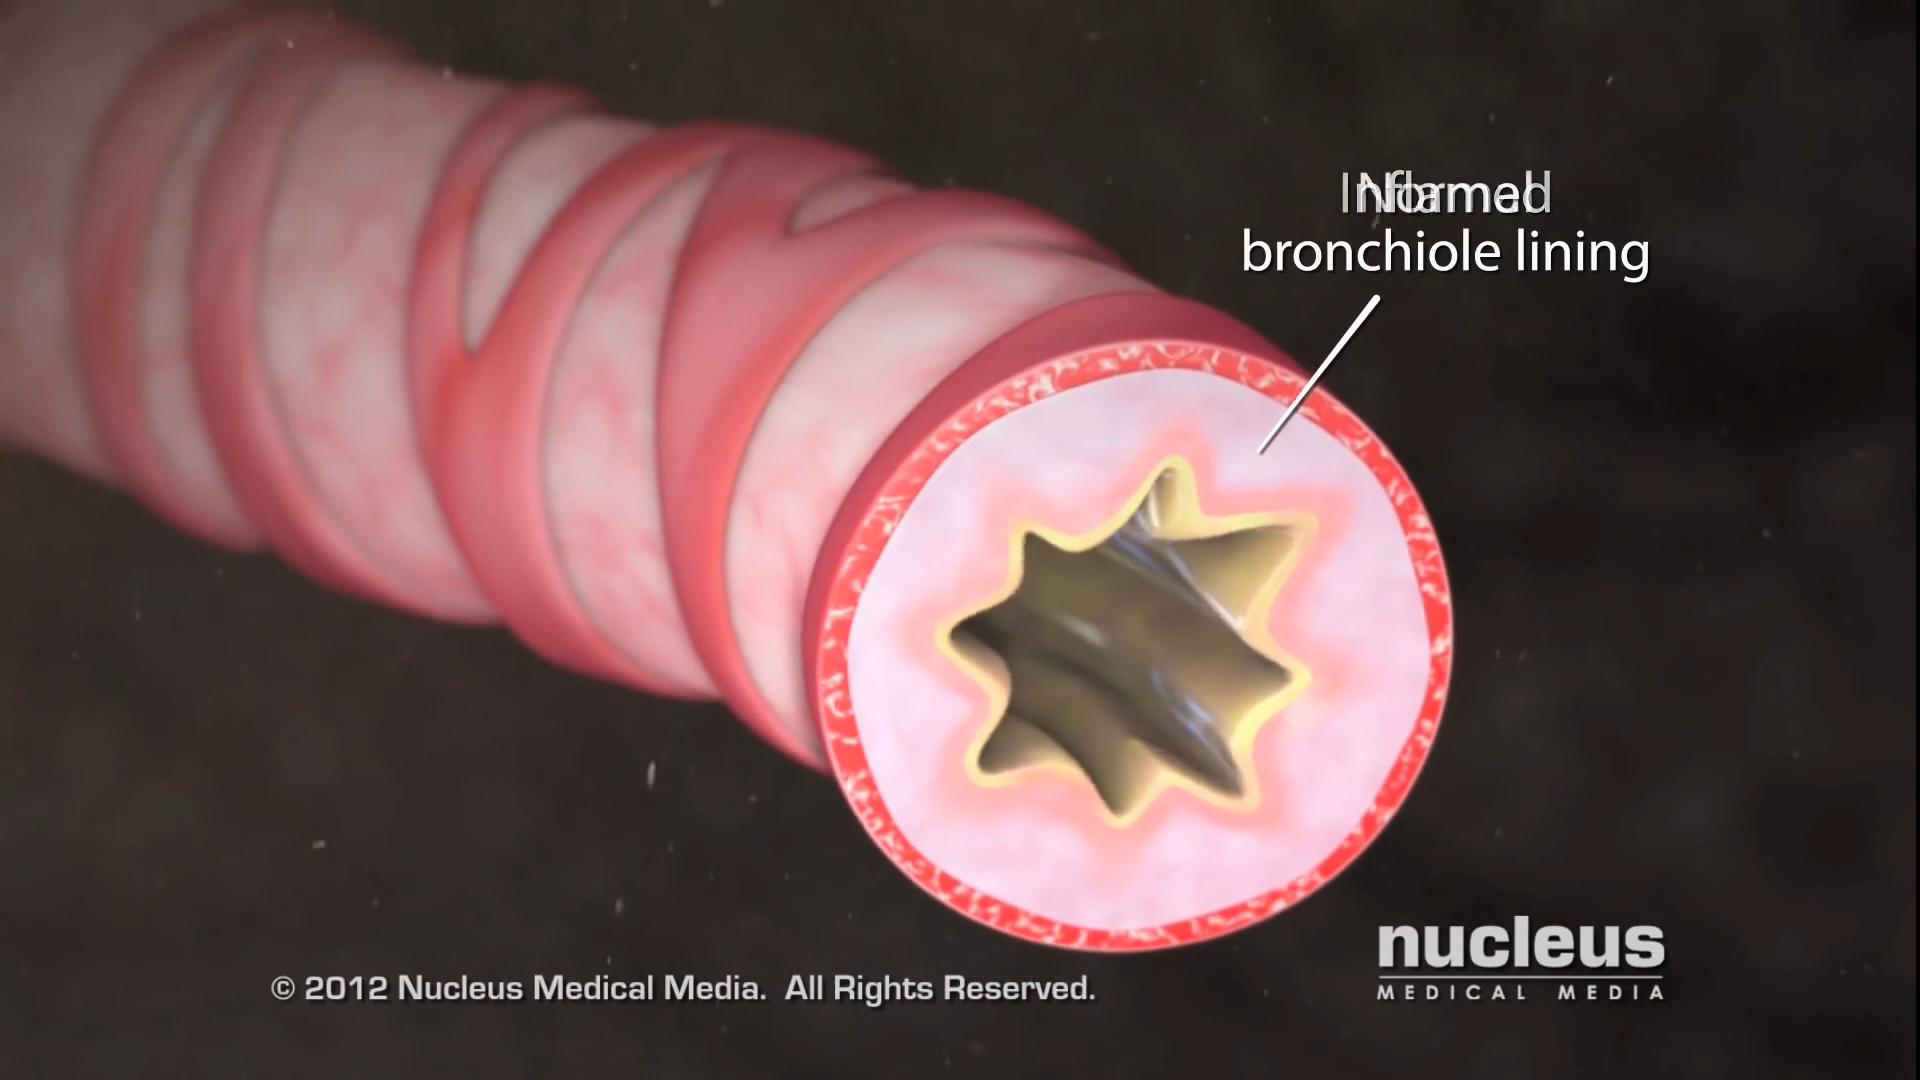 bronchiole lining
nucleus
MEDICAL MEDIA
© 2012 Nucleus Medical Media. All Rights Reserved.